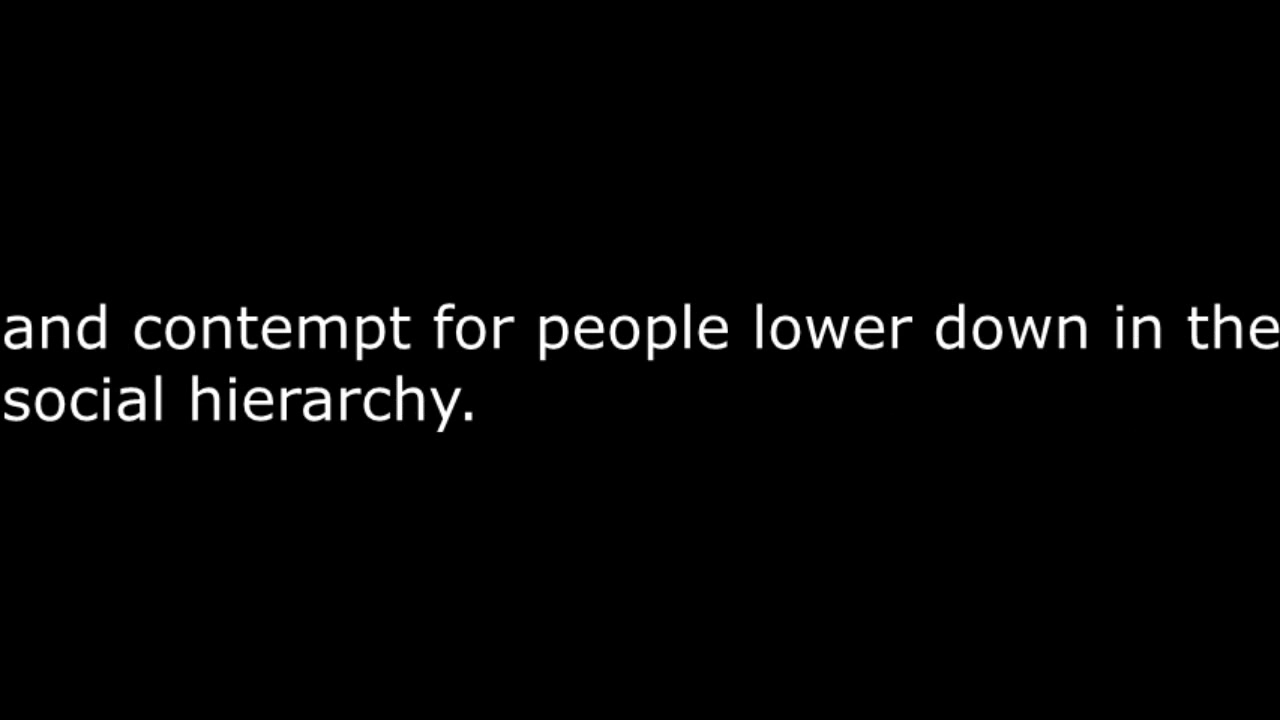 and contempt for people lower down in the
social hierarchy.